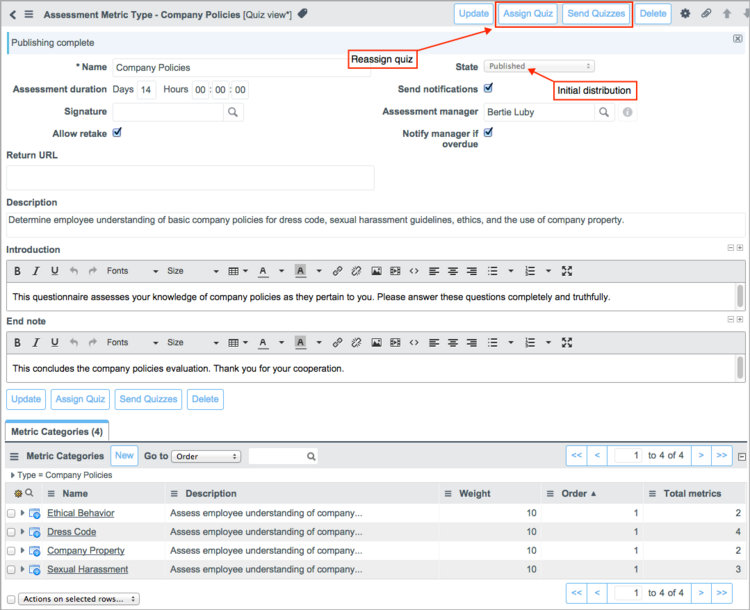 Assessment Metric Type - Company Policies [Quiz view*]
Update Assign Quiz Send Quizzes Delete
Publishing complete
Reassign quiz
* Name Company Policies State Published
Assessment duration Days 14 Hours 00 : 00 : 00 Send notifications
Initial distribution
Signature Assessment manager Bertie Luby
Allow retake Notify manager if
overdue
Return URL
Description
Determine employee understanding of basic company policies for dress code, sexual harassment guidelines, ethics, and the use of company property.
Introduction
B I U Fonts Size A A
This questionnaire assesses your knowledge of company policies as they pertain to you. Please answer these questions completely and truthfully.
End note
B I U Fonts Size A A
This concludes the company policies evaluation. Thank you for your cooperation.
Update Assign Quiz Send Quizzes Delete
Metric Categories (4)
Metric Categories New Go to Order << < 1 to 4 of 4 > >>
Type = Company Policies
Name Description Weight Order ▲ Total metrics
Ethical Behavior Assess employee understanding of company... 10 1 2
Dress Code Assess employee understanding of company... 10 1 4
Company Property Assess employee understanding of company... 10 1 2
Sexual Harassment Assess employee understanding of company... 10 1 3
Actions on selected rows... << < 1 to 4 of 4 > >>